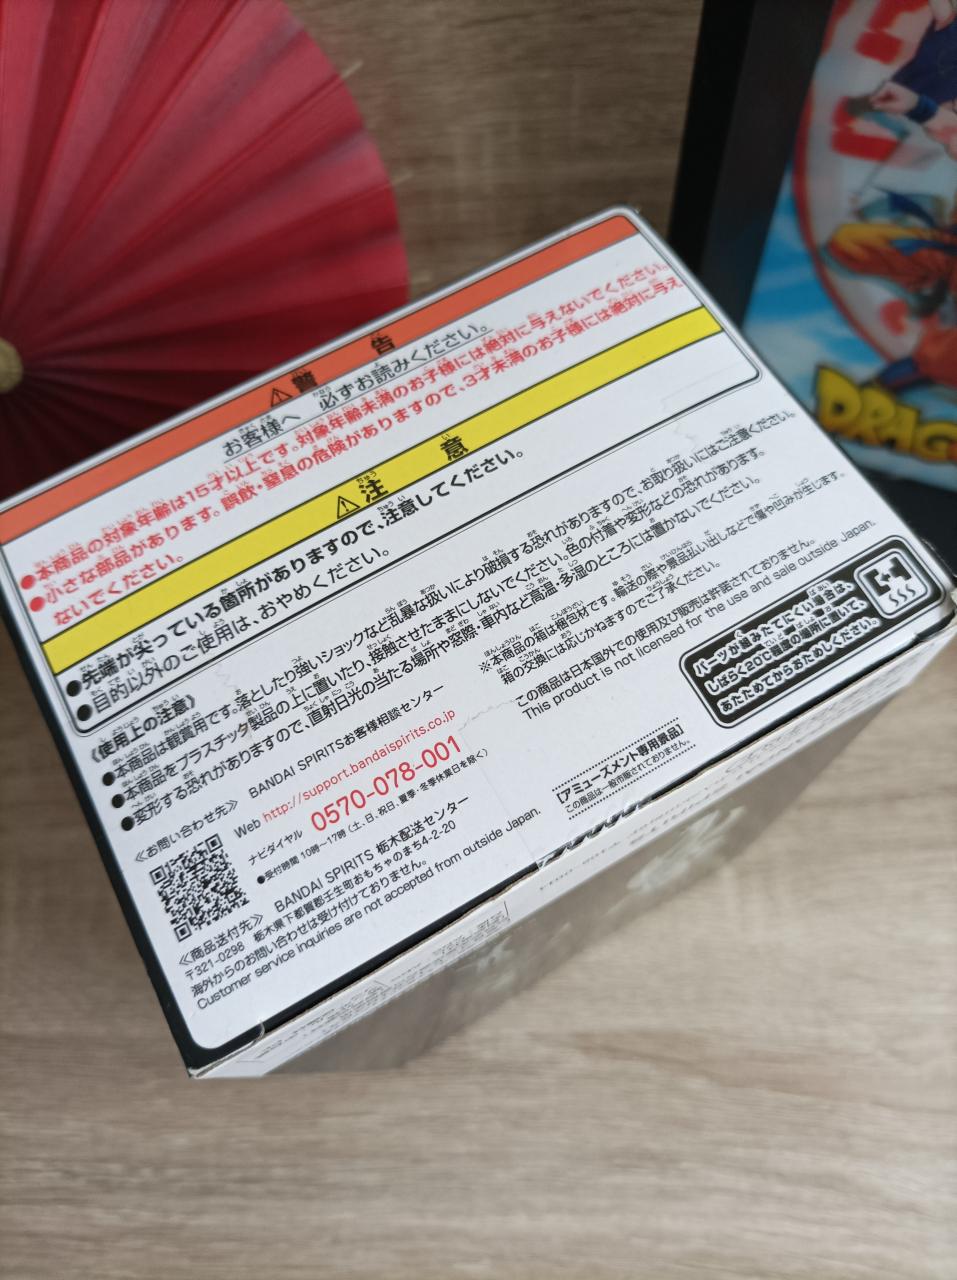 警告
お客様へ 必ずお読みください。
●本商品の対象年齢は15才以上です。対象年齢未満のお子様には絶対に与えないでください。
●小さな部品があります。誤飲・窒息の危険がありますので、3才未満のお子様には絶対に与え
ないでください。
注意
●先端が尖っている箇所がありますので、注意してください。
●目的以外のご使用は、おやめください。
《使用上の注意》
●本商品は観賞用です。落としたり強いショックなど乱暴な扱いにより破損する恐れがありますので、お取り扱いにはご注意ください。
●本商品をプラスチック製品の上に置いたり、接触させたままにしないでください。色の付着や変形などの恐れがあります。
●変形する恐れがありますので、直射日光の当たる場所や窓際・車内など高温・多湿のところには置かないでください。
※本商品の箱は梱包材です。輸送の際や景品払い出しなどで傷や凹みが生じます。
箱の交換には応じかねますのでご了承ください。
この商品は日本国外での使用及び販売は許諾されておりません。
This product is not licensed for the use and sale outside Japan.
《お問い合わせ先》
BANDAI SPIRITSお客様相談センター
Web http://support.bandaispirits.co.jp
ナビダイヤル 0570-078-001
●受付時間 10時〜17時(土、日、祝日、夏季・冬季休業日を除く)
《商品送付先》 BANDAI SPIRITS 栃木配送センター
〒321-0298 栃木県下都賀郡壬生町おもちゃのまち4-2-20
海外からのお問い合わせは受け付けておりません。
Customer service inquiries are not accepted from outside Japan.
[アミューズメント専用景品]
この商品は一般市販されておりません。
パーツが組みたてにくい場合は、
しばらく20℃程度の場所に置いて、
あたためてからおためしください。
DRAG